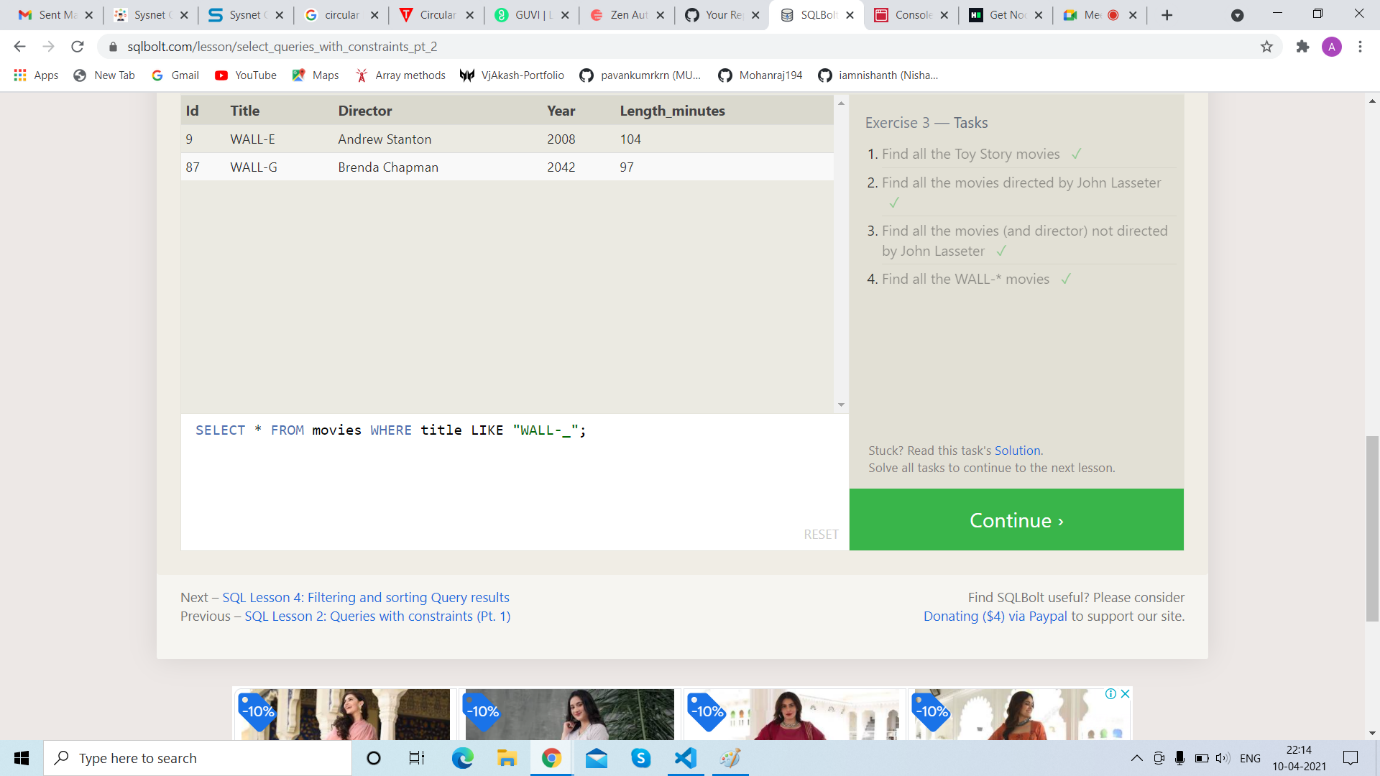 Sent Ma
Sysnet G
Sysnet G
circular
Circular
GUVI | L
Zen Aut
Your Re
SQLBolt
Console
Get No
Me
sqlbolt.com/lesson/select_queries_with_constraints_pt_2
A
Apps
New Tab
Gmail
YouTube
Maps
Array methods
VjAkash-Portfolio
pavankumrkrn (MU...
Mohanraj194
iamnishanth (Nisha...
Id Title Director Year Length_minutes
9 WALL-E Andrew Stanton 2008 104
87 WALL-G Brenda Chapman 2042 97
SELECT * FROM movies WHERE title LIKE "WALL-_";
RESET
Exercise 3 — Tasks
1. Find all the Toy Story movies ✓
2. Find all the movies directed by John Lasseter
✓
3. Find all the movies (and director) not directed
by John Lasseter ✓
4. Find all the WALL-* movies ✓
Stuck? Read this task's Solution.
Solve all tasks to continue to the next lesson.
Continue ›
Next – SQL Lesson 4: Filtering and sorting Query results
Previous – SQL Lesson 2: Queries with constraints (Pt. 1)
Find SQLBolt useful? Please consider
Donating ($4) via Paypal to support our site.
-10%
-10%
-10%
-10%
Type here to search
ENG
22:14
10-04-2021